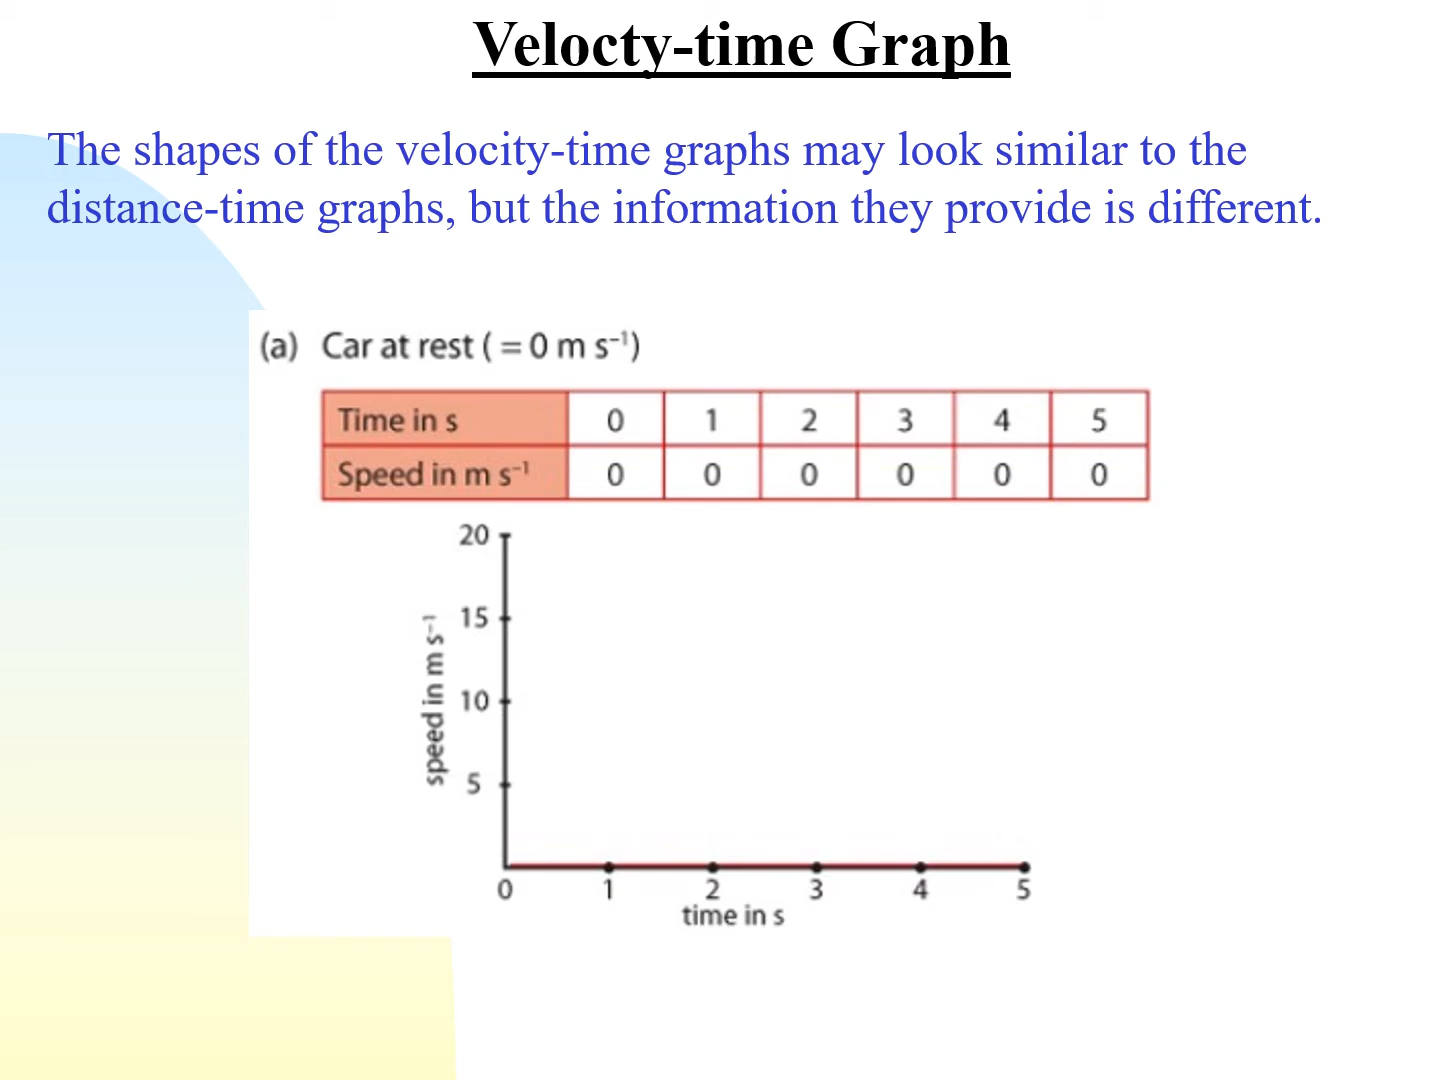 Velocty-time Graph
The shapes of the velocity-time graphs may look similar to the
distance-time graphs, but the information they provide is different.
(a) Car at rest ( = 0 m s⁻¹)
Time in s 0 1 2 3 4 5
Speed in m s⁻¹ 0 0 0 0 0 0
20
15
10
5
speed in m s⁻¹
0 1 2 3 4 5
time in s